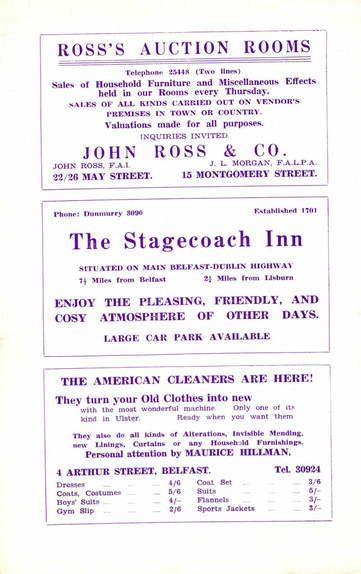 ROSS'S AUCTION ROOMS
Telephone 25448 (Two lines)
Sales of Household Furniture and Miscellaneous Effects
held in our Rooms every Thursday.
SALES OF ALL KINDS CARRIED OUT ON VENDOR'S
PREMISES IN TOWN OR COUNTRY.
Valuations made for all purposes.
INQUIRIES INVITED.
JOHN ROSS & CO.
JOHN ROSS, F.A.I. J. L. MORGAN, F.A.L.P.A.
22/26 MAY STREET. 15 MONTGOMERY STREET.
Phone: Dunmurry 3090 Established 1701
The Stagecoach Inn
SITUATED ON MAIN BELFAST-DUBLIN HIGHWAY
7½ Miles from Belfast 2¼ Miles from Lisburn
ENJOY THE PLEASING, FRIENDLY, AND
COSY ATMOSPHERE OF OTHER DAYS.
LARGE CAR PARK AVAILABLE
THE AMERICAN CLEANERS ARE HERE!
They turn your Old Clothes into new
with the most wonderful machine. Only one of its
kind in Ulster. Ready when you want them.
They also do all kinds of Alterations, Invisible Mending,
new Linings, Curtains or any Household Furnishings.
Personal attention by MAURICE HILLMAN,
4 ARTHUR STREET, BELFAST. Tel. 30924
Dresses ... ... ... 4/6 Coat Set ... ... ... 3/6
Coats, Costumes ... ... 5/6 Suits ... ... ... 5/-
Boys' Suits ... ... ... 4/- Flannels ... ... ... 3/-
Gym Slip ... ... ... 2/6 Sports Jackets ... ... 3/-